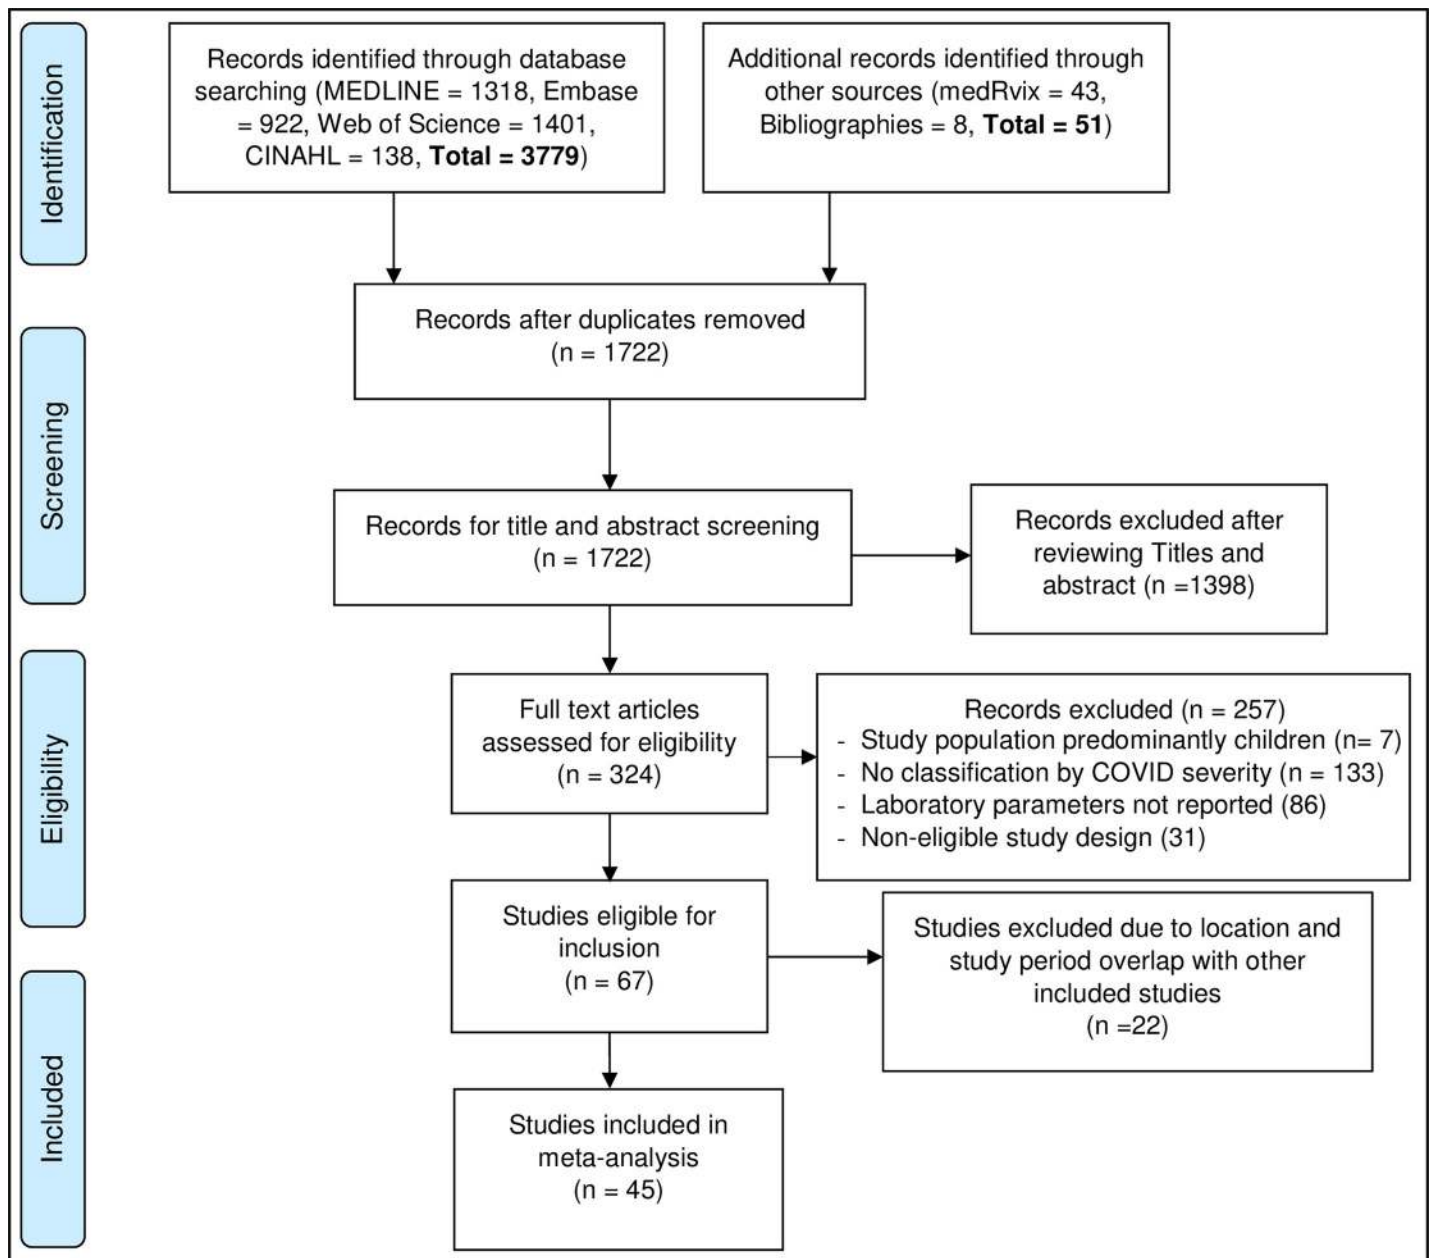 Identification
Records identified through database
searching (MEDLINE = 1318, Embase
= 922, Web of Science = 1401,
CINAHL = 138, Total = 3779)
Additional records identified through
other sources (medRvix = 43,
Bibliographies = 8, Total = 51)
Records after duplicates removed
(n = 1722)
Screening
Records for title and abstract screening
(n = 1722)
Records excluded after
reviewing Titles and
abstract (n =1398)
Eligibility
Full text articles
assessed for eligibility
(n = 324)
Records excluded (n = 257)
- Study population predominantly children (n= 7)
- No classification by COVID severity (n = 133)
- Laboratory parameters not reported (86)
- Non-eligible study design (31)
Studies eligible for
inclusion
(n = 67)
Studies excluded due to location and
study period overlap with other
included studies
(n =22)
Included
Studies included in
meta-analysis
(n = 45)